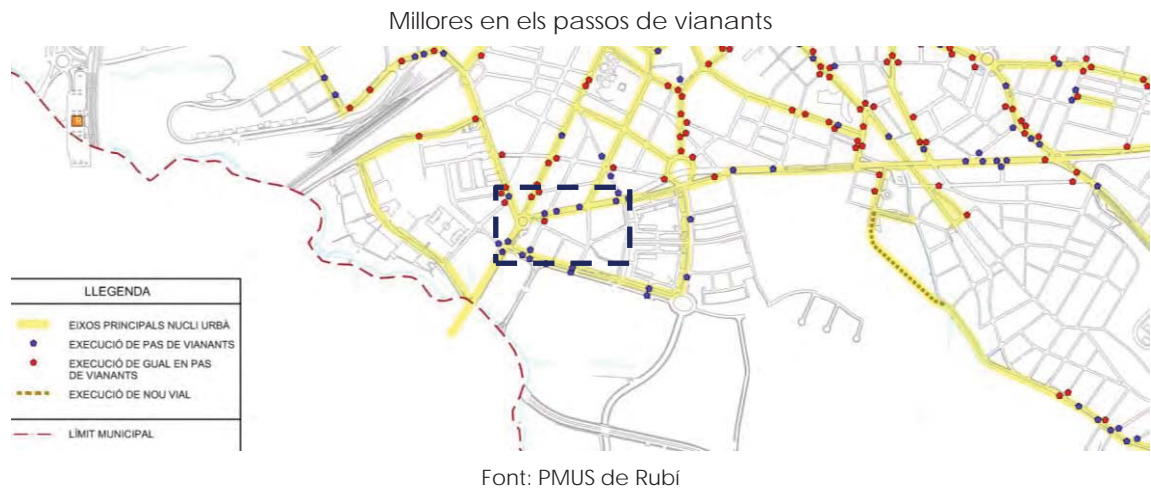 Millores en els passos de vianants
LLEGENDA
EIXOS PRINCIPALS NUCLI URBÀ
EXECUCIÓ DE PAS DE VIANANTS
EXECUCIÓ DE GUAL EN PAS
DE VIANANTS
EXECUCIÓ DE NOU VIAL
LÍMIT MUNICIPAL
Font: PMUS de Rubí